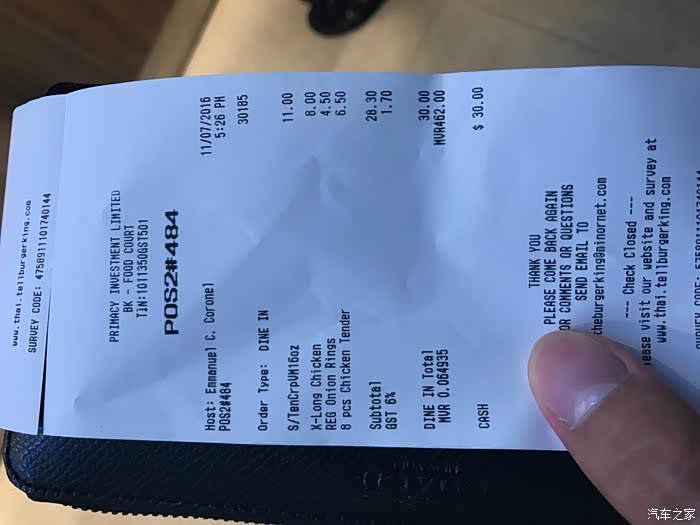 www.thai.tellburgerking.com
SURVEY CODE: 4758911101740144
PRIMACY INVESTMENT LIMITED
BK - FOOD COURT
TIN:1011350GST501
POS2#484
11/07/2016
Host: Emmanuel C. Coronel 5:26 PM
POS2#484 30185
Order Type: DINE IN
S/TenCrpVM16oz 11.00
X-Long Chicken 8.00
REG Onion Rings 4.50
8 pcs Chicken Tender 6.50
Subtotal 28.30
GST 6% 1.70
DINE IN Total 30.00
MVR 0.064935 MVR462.00
CASH $ 30.00
THANK YOU
PLEASE COME BACK AGAIN
OR COMMENTS OR QUESTIONS
SEND EMAIL TO
theburgerking@minornet.com
--- Check Closed ---
ease visit our website and survey at
www.thai.tellburgerking.com
汽车之家